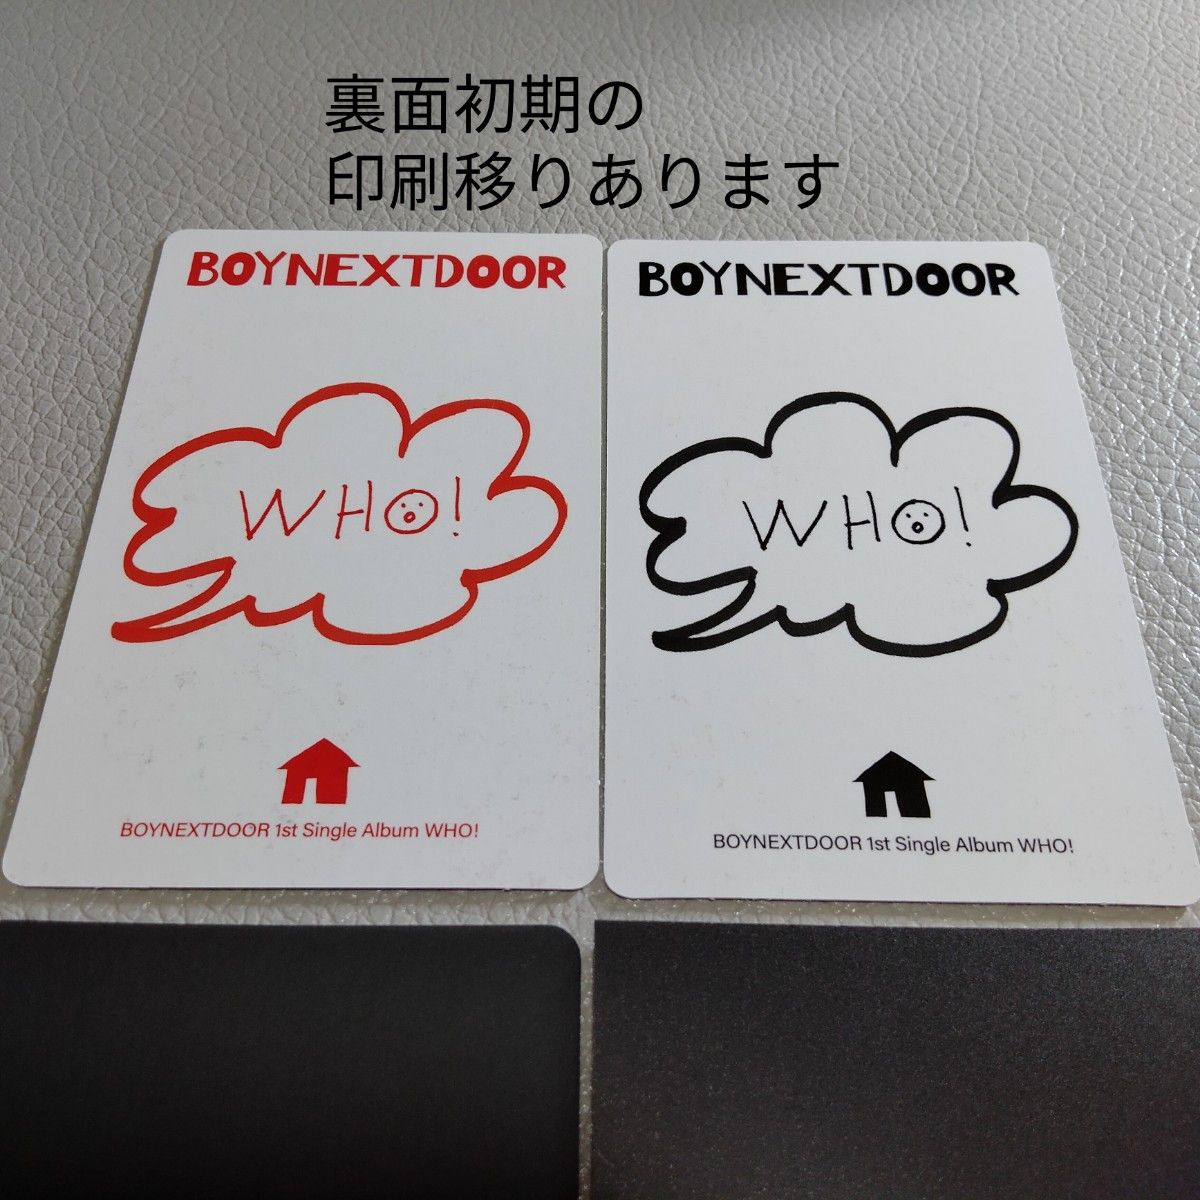 裏面初期の
印刷移りあります
BOYNEXTDOOR
WHO!
BOYNEXTDOOR 1st Single Album WHO!
BOYNEXTDOOR
WHO!
BOYNEXTDOOR 1st Single Album WHO!